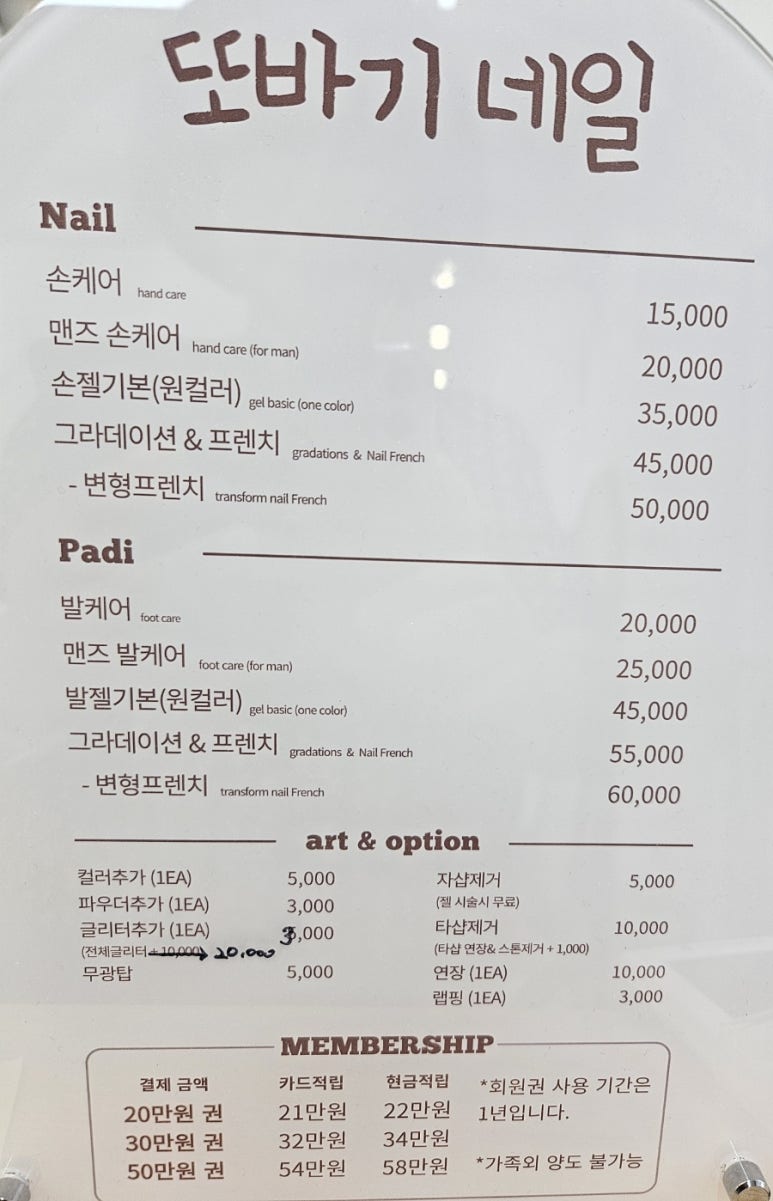 또바기 네일
Nail
손케어 hand care 15,000
맨즈 손케어 hand care (for man) 20,000
손젤기본(원컬러) gel basic (one color) 35,000
그라데이션 & 프렌치 gradations & Nail French 45,000
- 변형프렌치 transform nail French 50,000
Padi
발케어 foot care 20,000
맨즈 발케어 foot care (for man) 25,000
발젤기본(원컬러) gel basic (one color) 45,000
그라데이션 & 프렌치 gradations & Nail French 55,000
- 변형프렌치 transform nail French 60,000
art & option
컬러추가 (1EA) 5,000
파우더추가 (1EA) 3,000
글리터추가 (1EA) 3,000
(전체글리터 + 10,000) 20.000
무광탑 5,000
자샵제거 5,000
(젤 시술시 무료)
타샵제거 10,000
(타샵 연장& 스톤제거 + 1,000)
연장 (1EA) 10,000
랩핑 (1EA) 3,000
MEMBERSHIP
결제 금액 카드적립 현금적립
20만원 권 21만원 22만원
30만원 권 32만원 34만원
50만원 권 54만원 58만원
*회원권 사용 기간은
1년입니다.
*가족외 양도 불가능